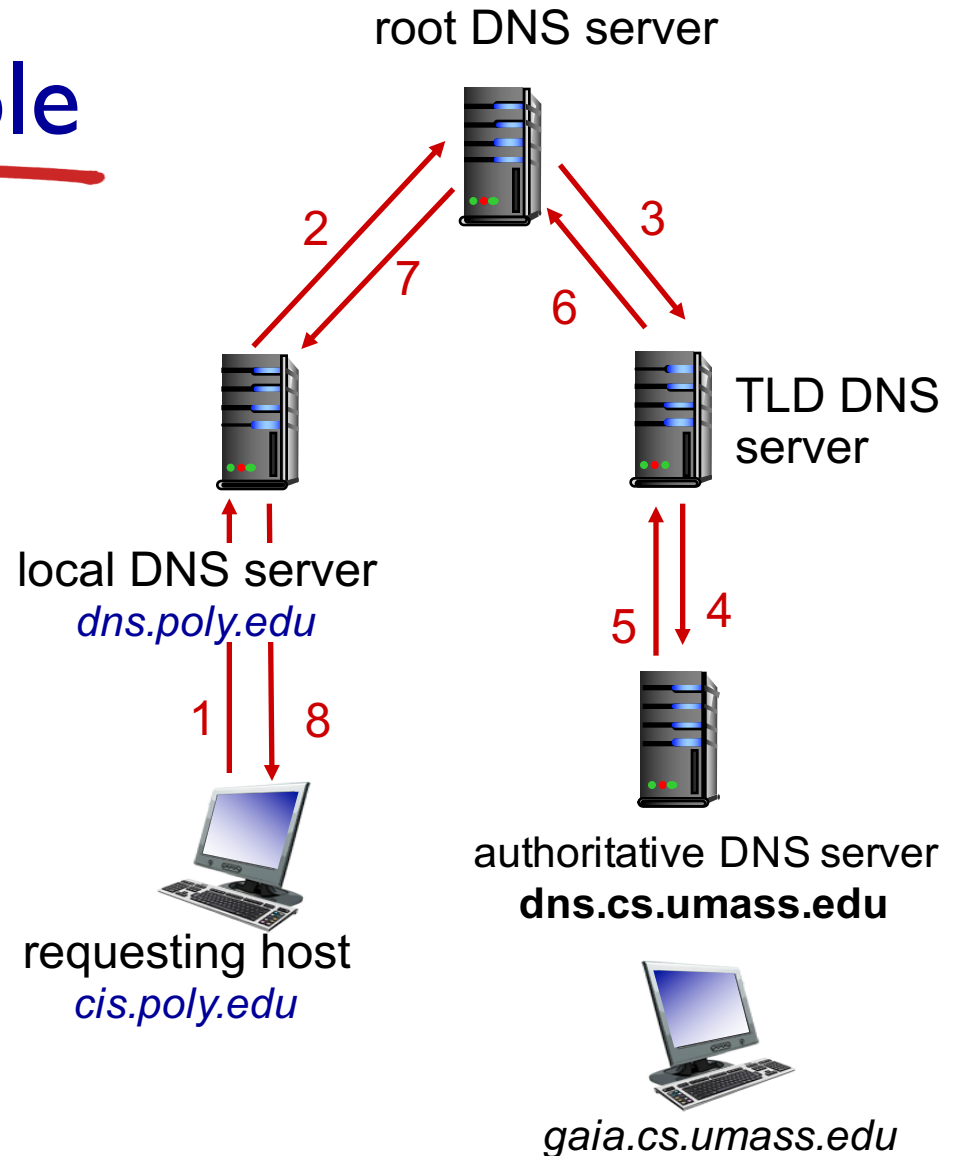 root DNS server
2
3
7
6
TLD DNS
server
local DNS server
dns.poly.edu
5
4
1
8
authoritative DNS server
dns.cs.umass.edu
requesting host
cis.poly.edu
gaia.cs.umass.edu